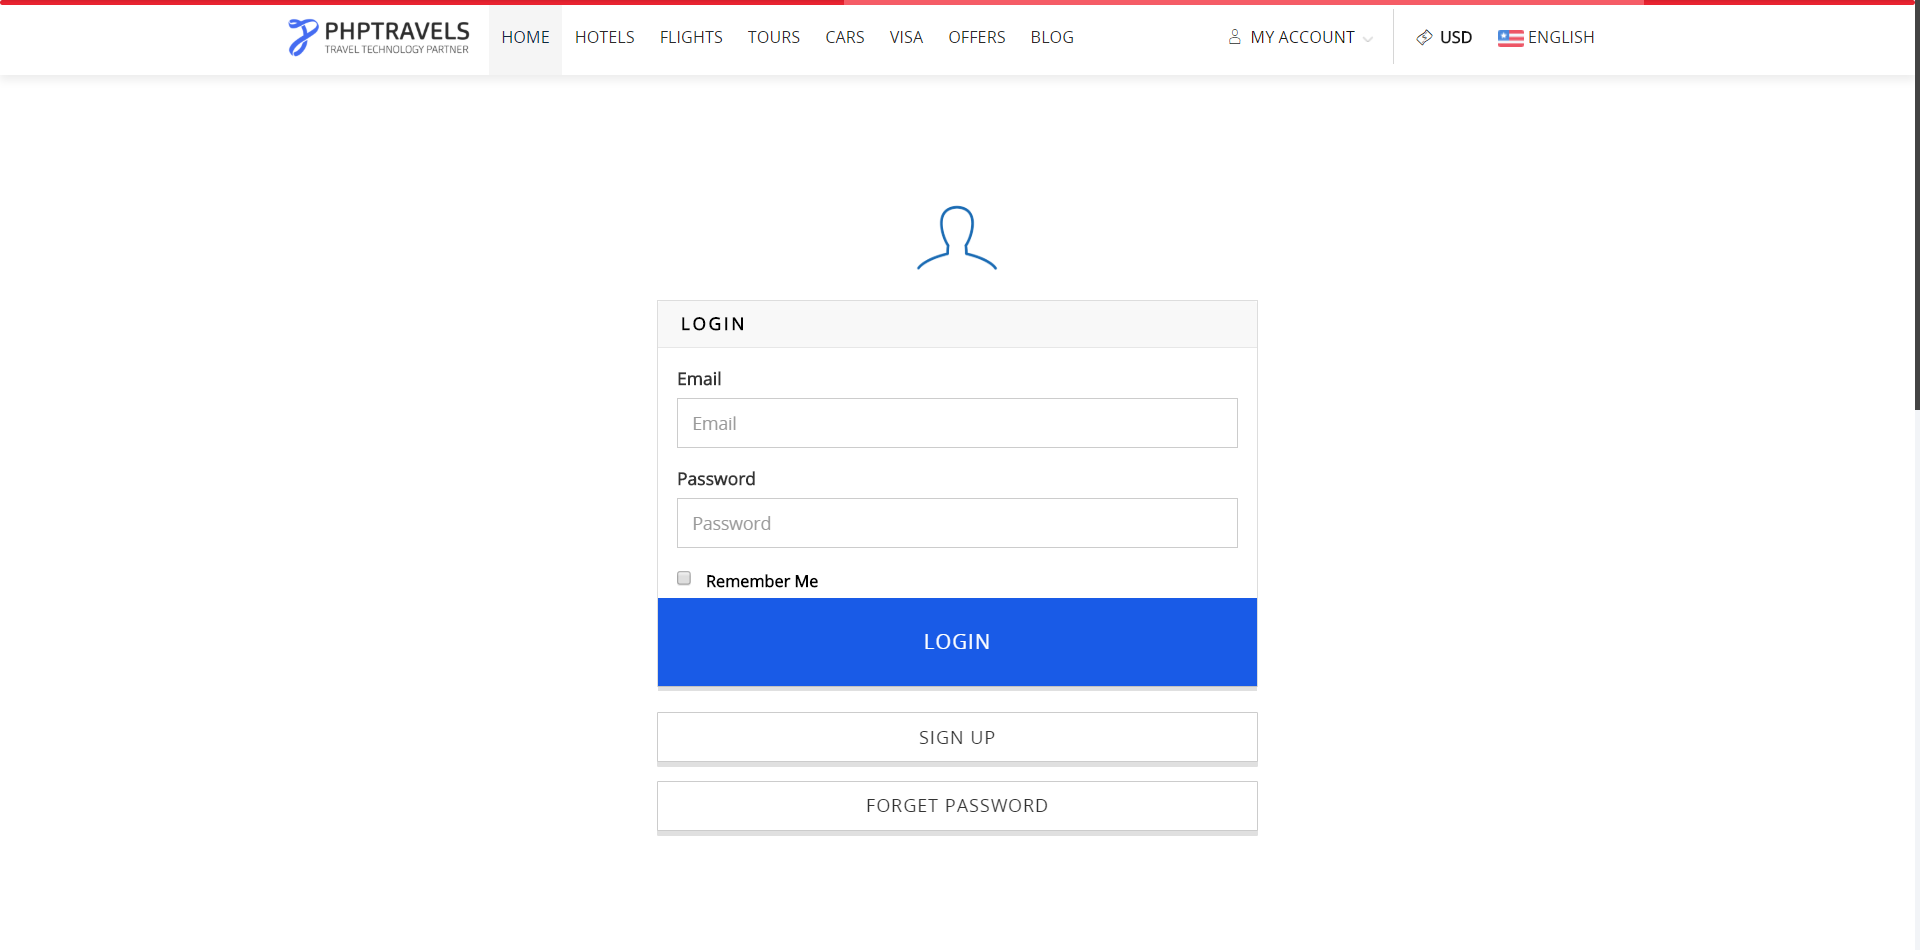 PHPTRAVELS
TRAVEL TECHNOLOGY PARTNER
HOME HOTELS FLIGHTS TOURS CARS VISA OFFERS BLOG MY ACCOUNT USD ENGLISH
LOGIN
Email
Email
Password
Password
Remember Me
LOGIN
SIGN UP
FORGET PASSWORD